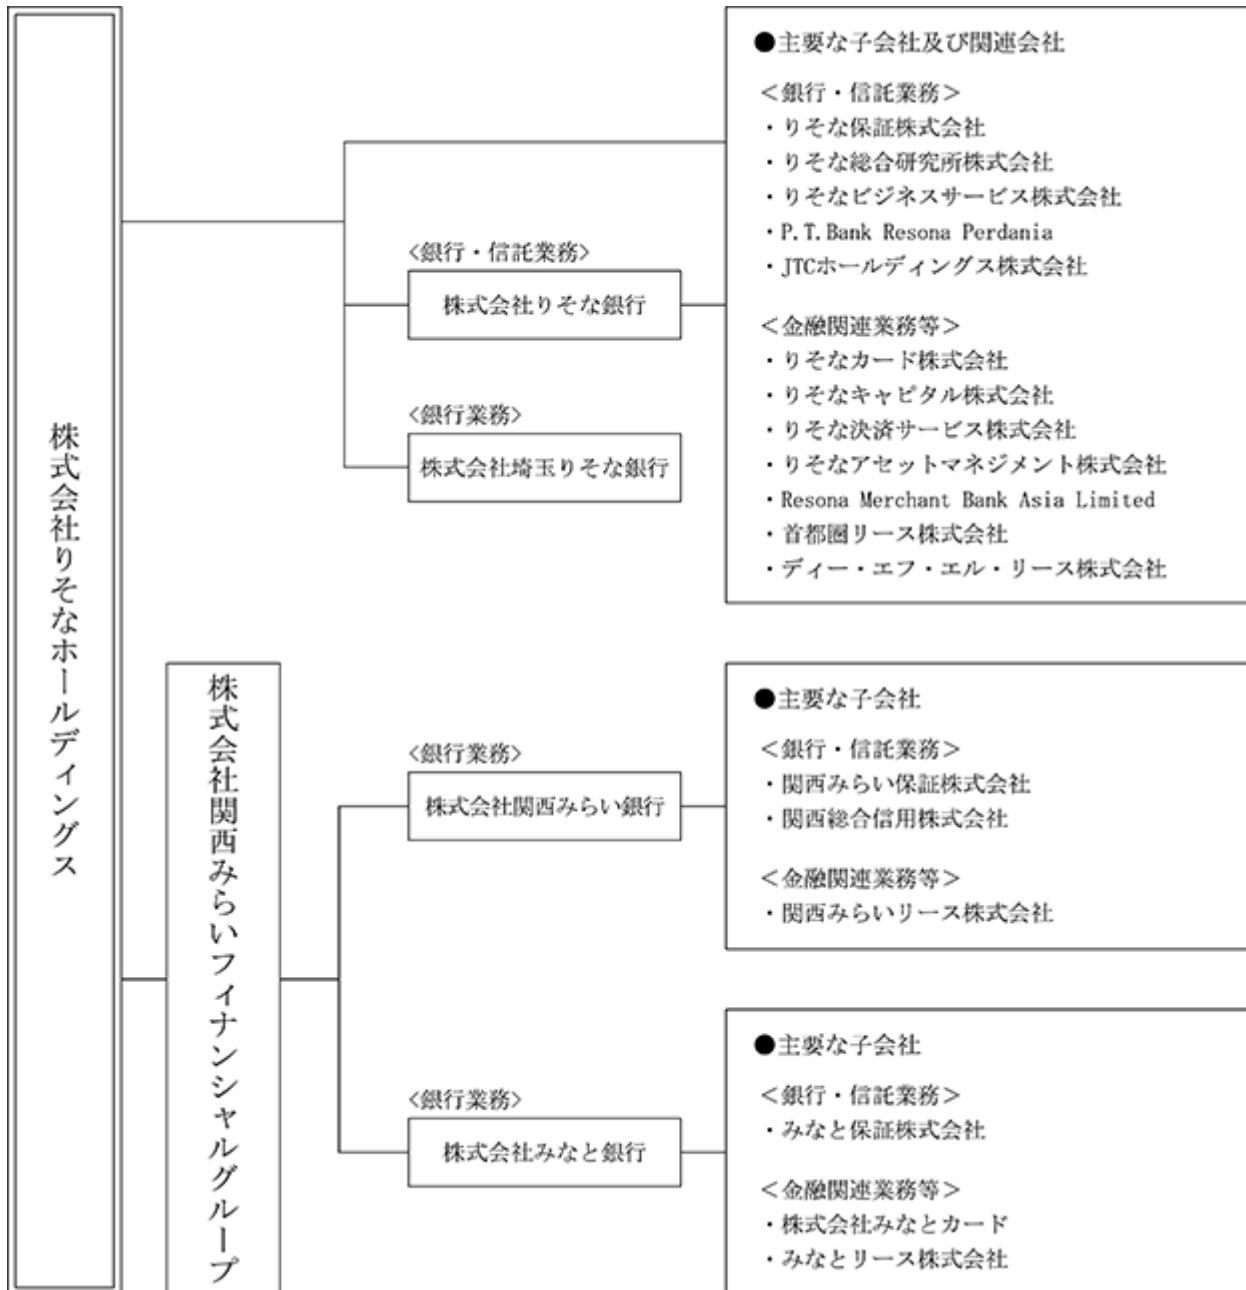 株式会社りそなホールディングス
<銀行・信託業務>
株式会社りそな銀行
<銀行業務>
株式会社埼玉りそな銀行
●主要な子会社及び関連会社
＜銀行・信託業務＞
・りそな保証株式会社
・りそな総合研究所株式会社
・りそなビジネスサービス株式会社
・P.T.Bank Resona Perdania
・JTCホールディングス株式会社
＜金融関連業務等＞
・りそなカード株式会社
・りそなキャピタル株式会社
・りそな決済サービス株式会社
・りそなアセットマネジメント株式会社
・Resona Merchant Bank Asia Limited
・首都圏リース株式会社
・ディー・エフ・エル・リース株式会社
株式会社関西みらいフィナンシャルグループ
<銀行業務>
株式会社関西みらい銀行
●主要な子会社
＜銀行・信託業務＞
・関西みらい保証株式会社
・関西総合信用株式会社
＜金融関連業務等＞
・関西みらいリース株式会社
<銀行業務>
株式会社みなと銀行
●主要な子会社
＜銀行・信託業務＞
・みなと保証株式会社
＜金融関連業務等＞
・株式会社みなとカード
・みなとリース株式会社